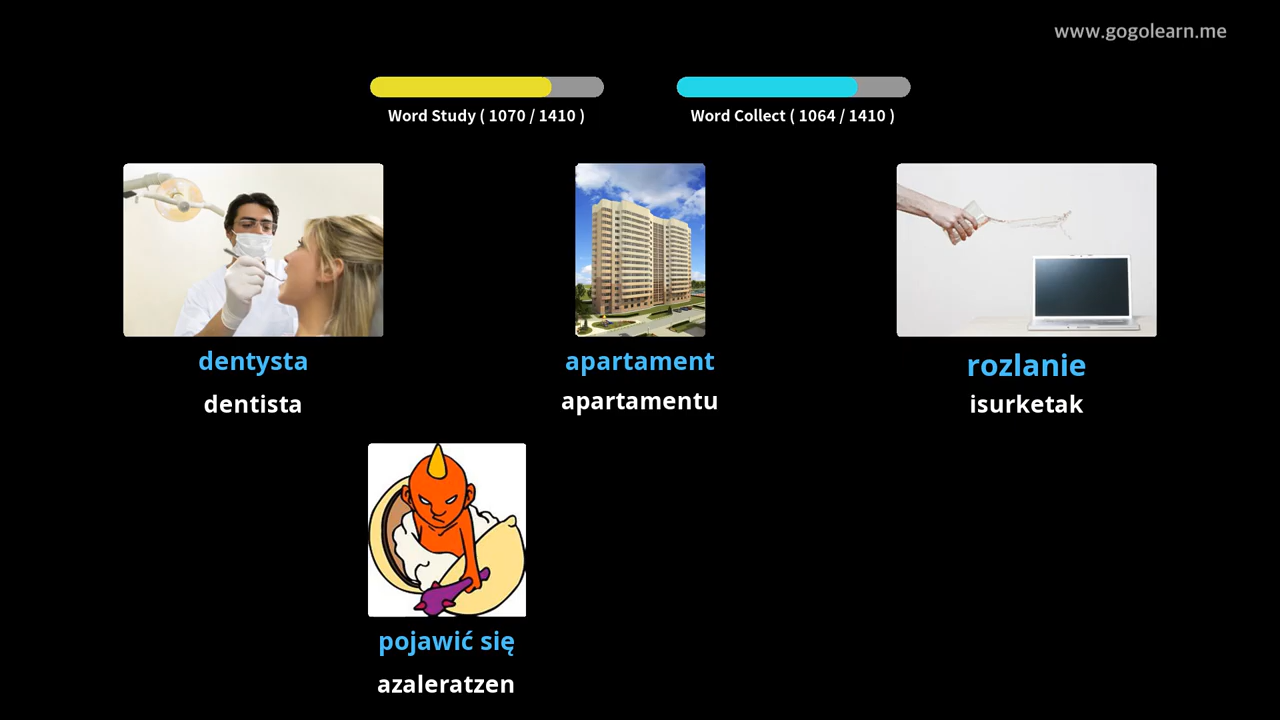 www.gogolearn.me
Word Study ( 1070 / 1410 )
Word Collect ( 1064 / 1410 )
dentysta
dentista
apartament
apartamentu
rozlanie
isurketak
pojawić się
azaleratzen